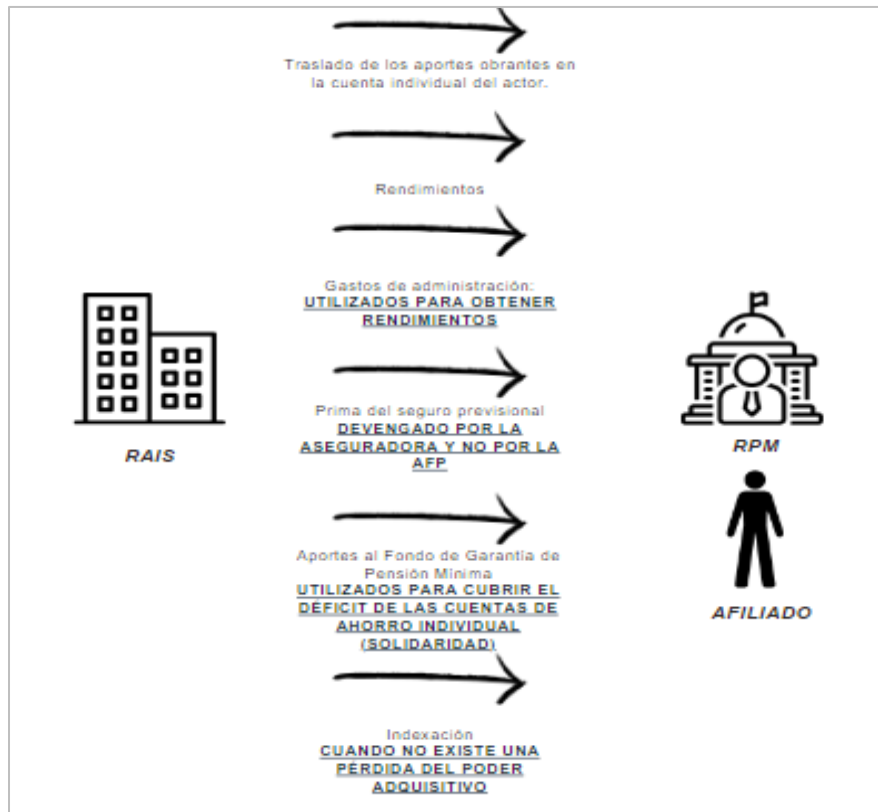 Traslado de los aportes obrantes en
la cuenta individual del actor.
Rendimientos
Gastos de administración:
UTILIZADOS PARA OBTENER
RENDIMIENTOS
Prima del seguro previsional
DEVENGADO POR LA
ASEGURADORA Y NO POR LA
AFP
RAIS
RPM
Aportes al Fondo de Garantía de
Pensión Mínima
UTILIZADOS PARA CUBRIR EL
DÉFICIT DE LAS CUENTAS DE
AHORRO INDIVIDUAL
(SOLIDARIDAD)
AFILIADO
Indexación
CUANDO NO EXISTE UNA
PÉRDIDA DEL PODER
ADQUISITIVO